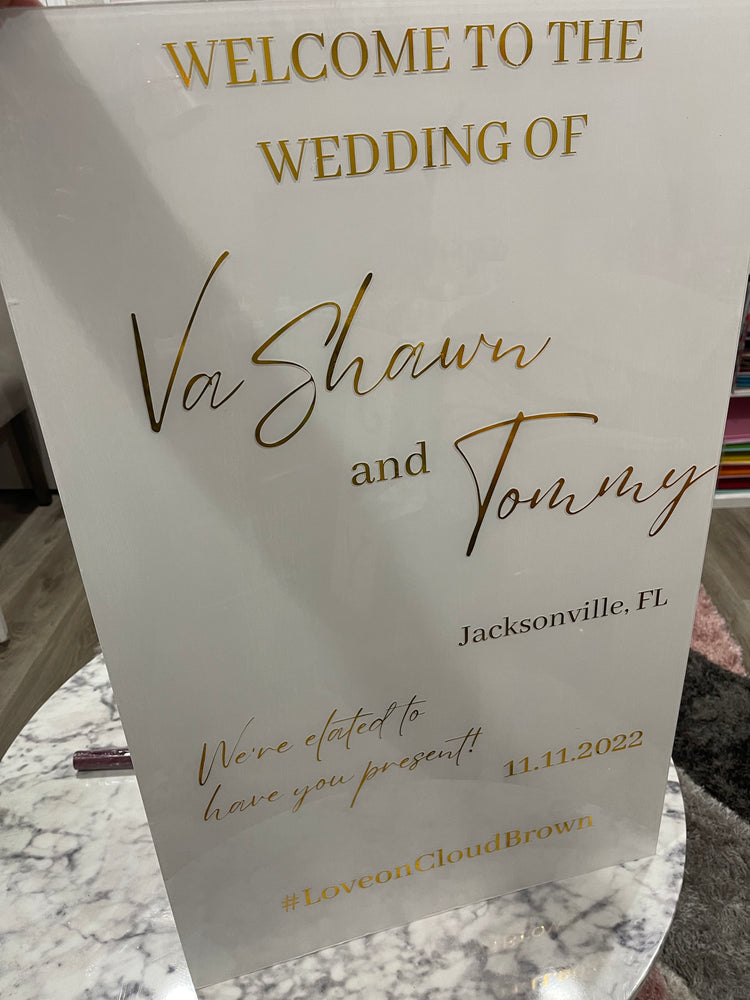 WELCOME TO THE
WEDDING OF
VaShawn
and Tommy
Jacksonville, FL
We're elated to
have you present!
11.11.2022
#LoveonCloudBrown